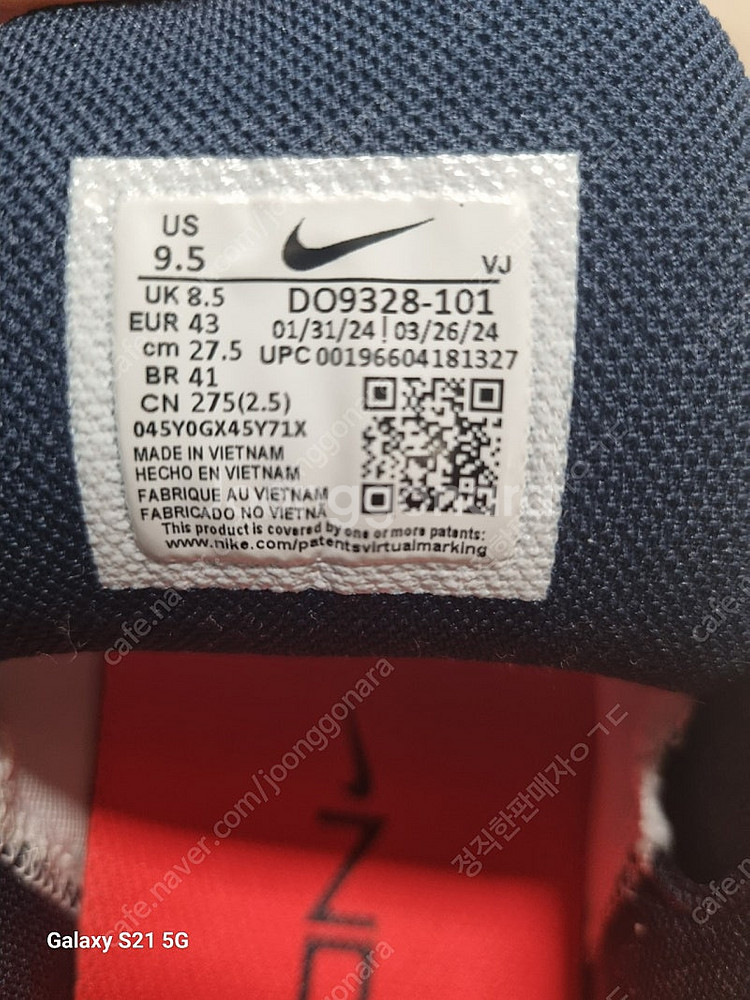 US
9.5
VJ
UK 8.5
DO9328-101
EUR 43
01/31/24 | 03/26/24
cm 27.5
UPC 00196604181327
BR 41
CN 275(2.5)
045Y0GX45Y71X
MADE IN VIETNAM
HECHO EN VIETNAM
FABRIQUE AU VIETNAM
FABRICADO NO VIETNÃ
This product is covered by one or more patents:
www.nike.com/patentsvirtualmarking
cafe.naver.com/joonggonara
정직한판매자
Galaxy S21 5G